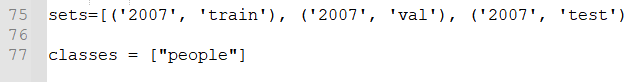 75 sets=[('2007', 'train'), ('2007', 'val'), ('2007', 'test')
76
77 classes = ["people"]